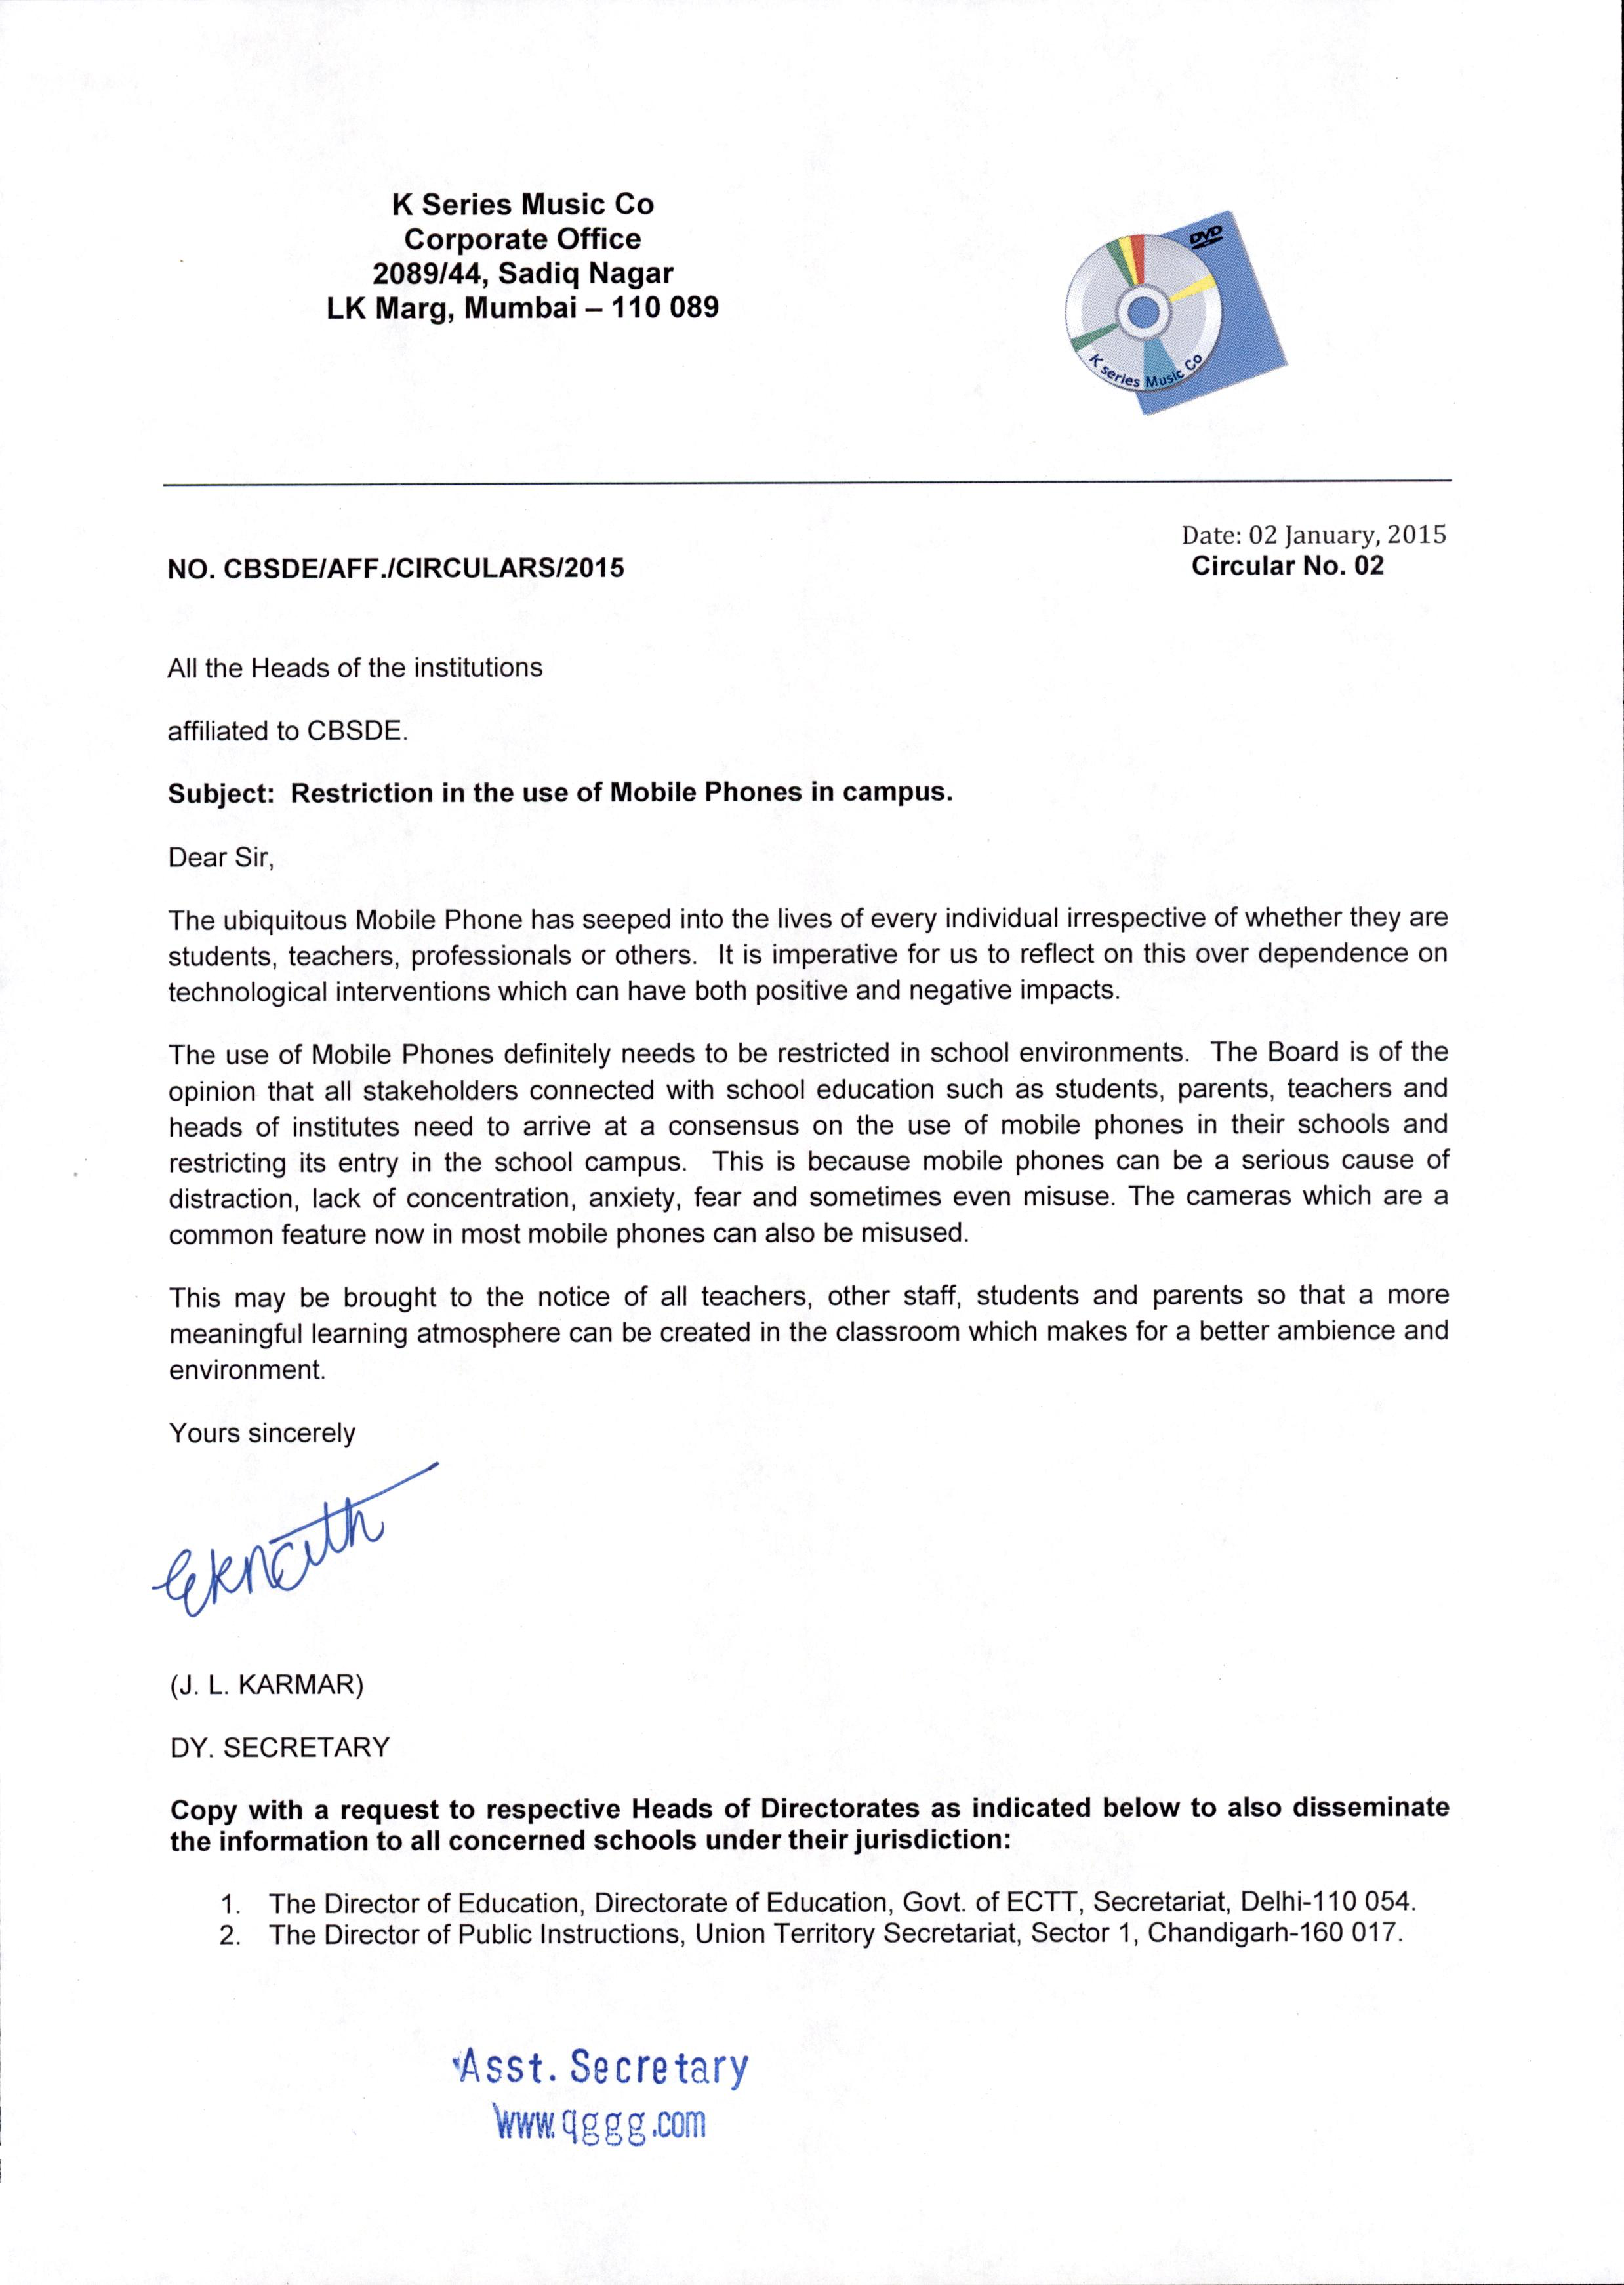 K Series Music Co
Corporate Office
2089/44, Sadiq Nagar
LK Marg, Mumbai – 110 089
DVD
K series Music Co
Date: 02 January, 2015
NO. CBSDE/AFF./CIRCULARS/2015
Circular No. 02
All the Heads of the institutions
affiliated to CBSDE.
Subject:  Restriction in the use of Mobile Phones in campus.
Dear Sir,
The ubiquitous Mobile Phone has seeped into the lives of every individual irrespective of whether they are
students, teachers, professionals or others.  It is imperative for us to reflect on this over dependence on
technological interventions which can have both positive and negative impacts.
The use of Mobile Phones definitely needs to be restricted in school environments.  The Board is of the
opinion that all stakeholders connected with school education such as students, parents, teachers and
heads of institutes need to arrive at a consensus on the use of mobile phones in their schools and
restricting its entry in the school campus.  This is because mobile phones can be a serious cause of
distraction, lack of concentration, anxiety, fear and sometimes even misuse. The cameras which are a
common feature now in most mobile phones can also be misused.
This may be brought to the notice of all teachers, other staff, students and parents so that a more
meaningful learning atmosphere can be created in the classroom which makes for a better ambience and
environment.
Yours sincerely
Eknath
(J. L. KARMAR)
DY. SECRETARY
Copy with a request to respective Heads of Directorates as indicated below to also disseminate
the information to all concerned schools under their jurisdiction:
1. The Director of Education, Directorate of Education, Govt. of ECTT, Secretariat, Delhi-110 054.
2. The Director of Public Instructions, Union Territory Secretariat, Sector 1, Chandigarh-160 017.
Asst. Secretary
www.qggg.com